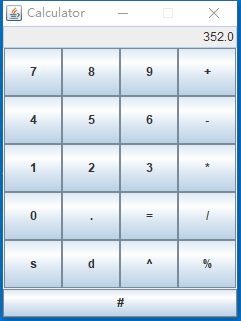 Calculator
352.0
7 8 9 +
4 5 6 -
1 2 3 *
0 . = /
s d ^ %
#